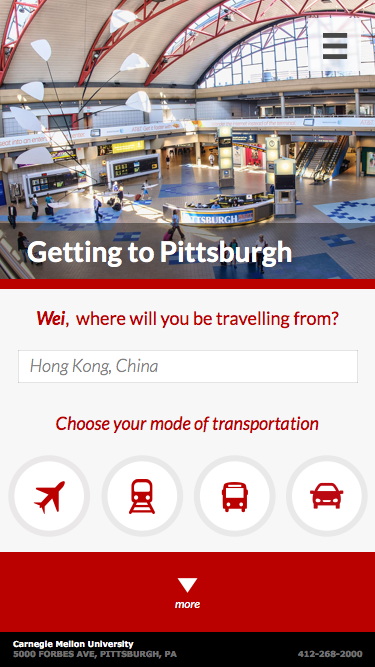 PITTSBURGH
Getting to Pittsburgh
Wei, where will you be travelling from?
Hong Kong, China
Choose your mode of transportation
more
Carnegie Mellon University
5000 FORBES AVE, PITTSBURGH, PA
412-268-2000